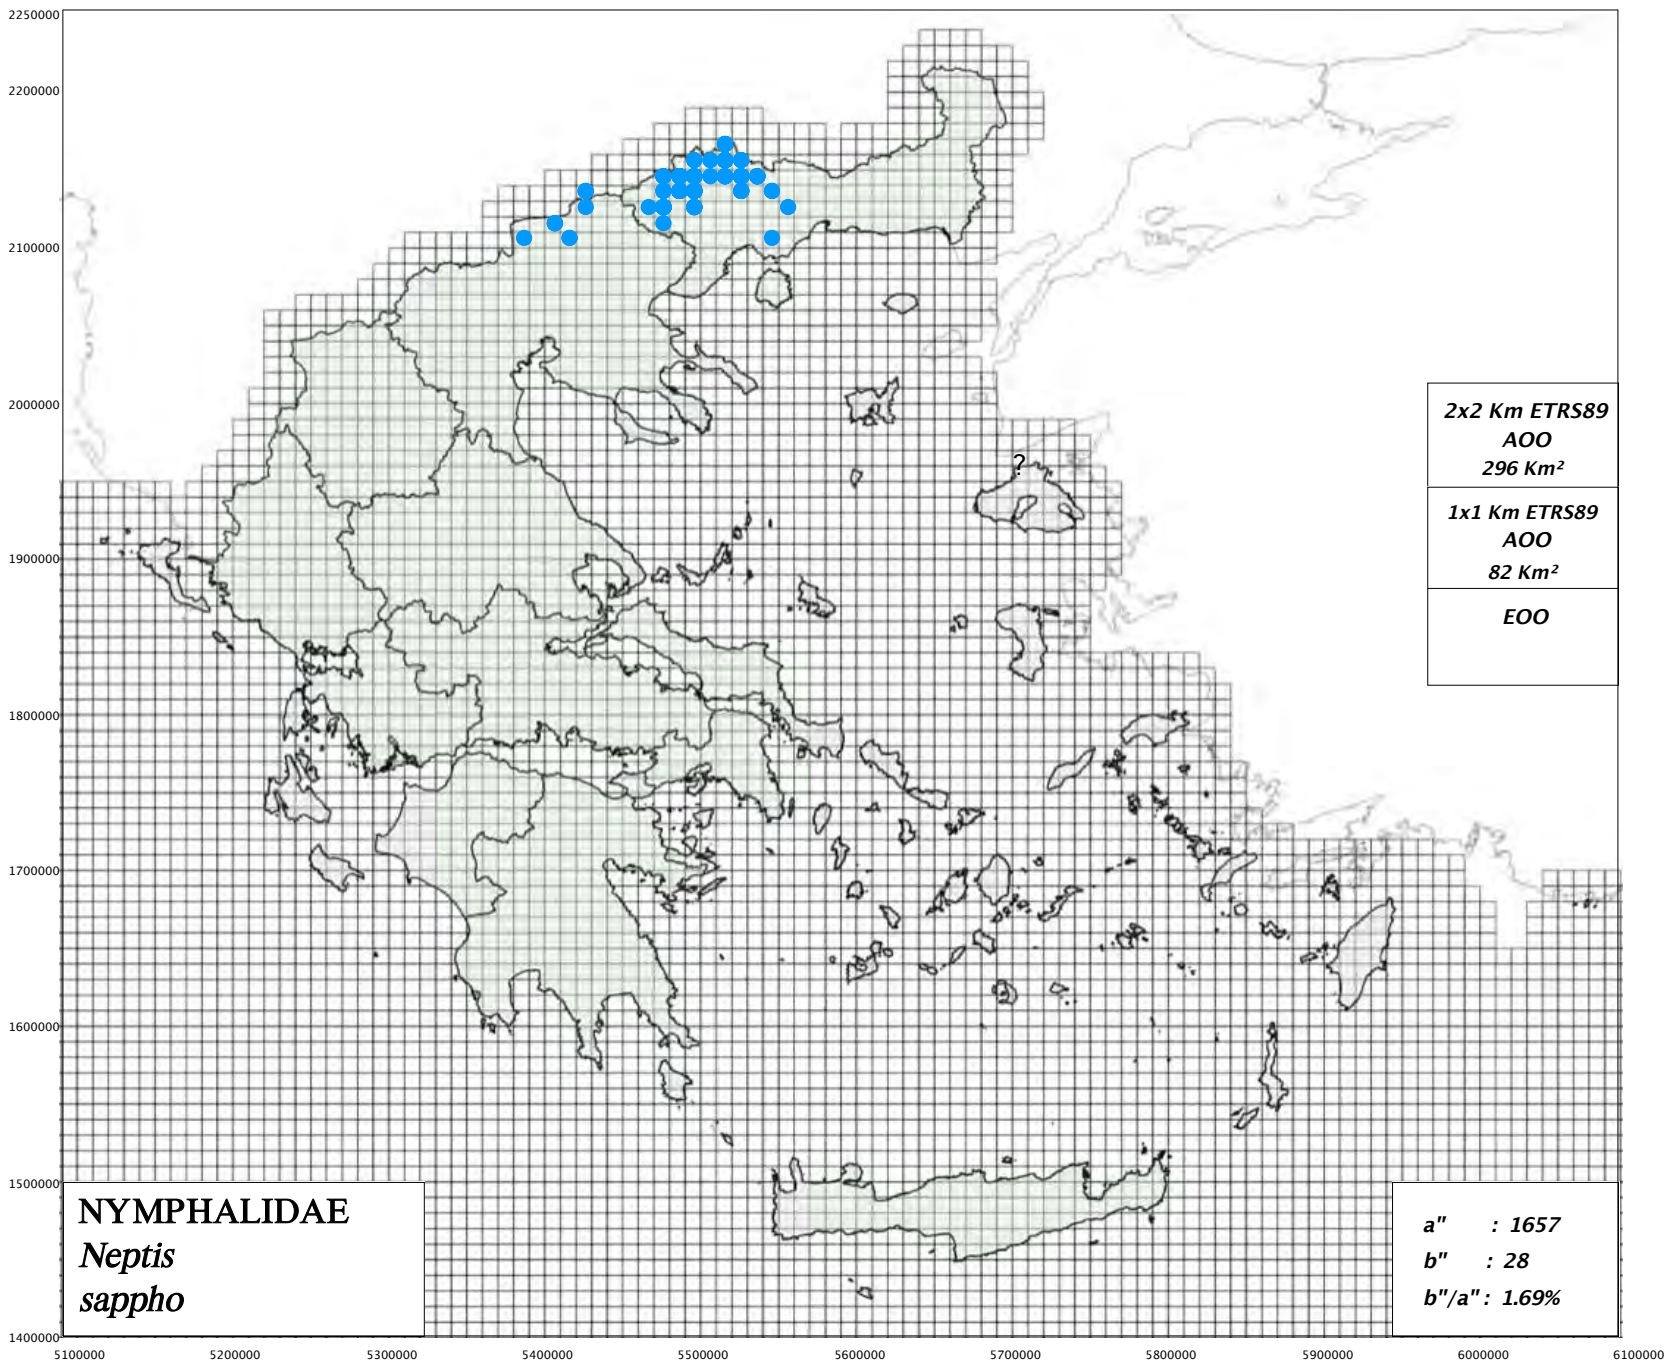 2250000
2200000
2100000
2000000
1900000
1800000
1700000
1600000
1500000
1400000
?
2x2 Km ETRS89
AOO
296 Km²
1x1 Km ETRS89
AOO
82 Km²
EOO
NYMPHALIDAE
Neptis
sappho
a" : 1657
b" : 28
b"/a" : 1.69%
5100000 5200000 5300000 5400000 5500000 5600000 5700000 5800000 5900000 6000000 6100000